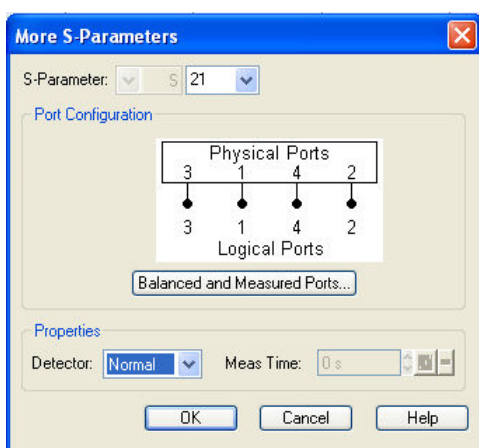 More S-Parameters
S-Parameter: S 21
Port Configuration
Physical Ports
3 1 4 2
3 1 4 2
Logical Ports
Balanced and Measured Ports...
Properties
Detector: Normal Meas Time: 0 s
OK Cancel Help